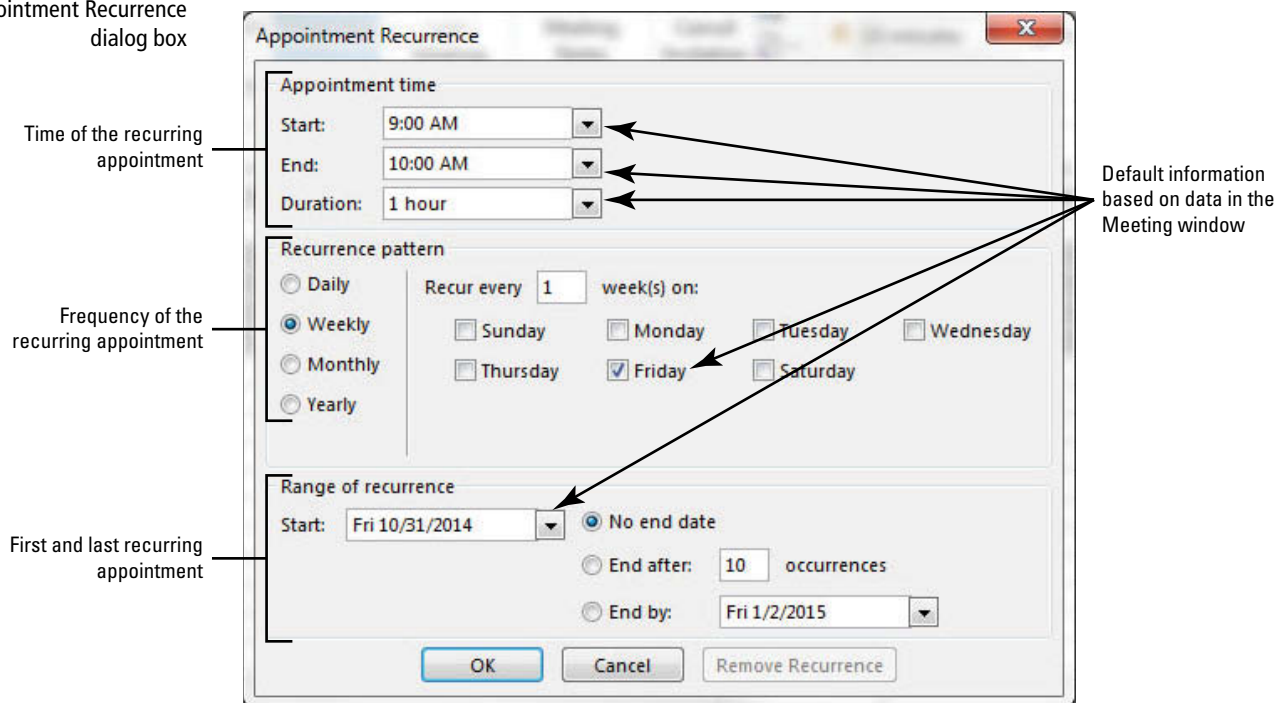 ointment Recurrence
dialog box
Appointment Recurrence
Appointment time
Start: 9:00 AM
End: 10:00 AM
Duration: 1 hour
Time of the recurring
appointment
Default information
based on data in the
Meeting window
Recurrence pattern
Daily Recur every 1 week(s) on:
Weekly Sunday Monday Tuesday Wednesday
Monthly Thursday Friday Saturday
Yearly
Frequency of the
recurring appointment
Range of recurrence
Start: Fri 10/31/2014 No end date
End after: 10 occurrences
End by: Fri 1/2/2015
First and last recurring
appointment
OK Cancel Remove Recurrence